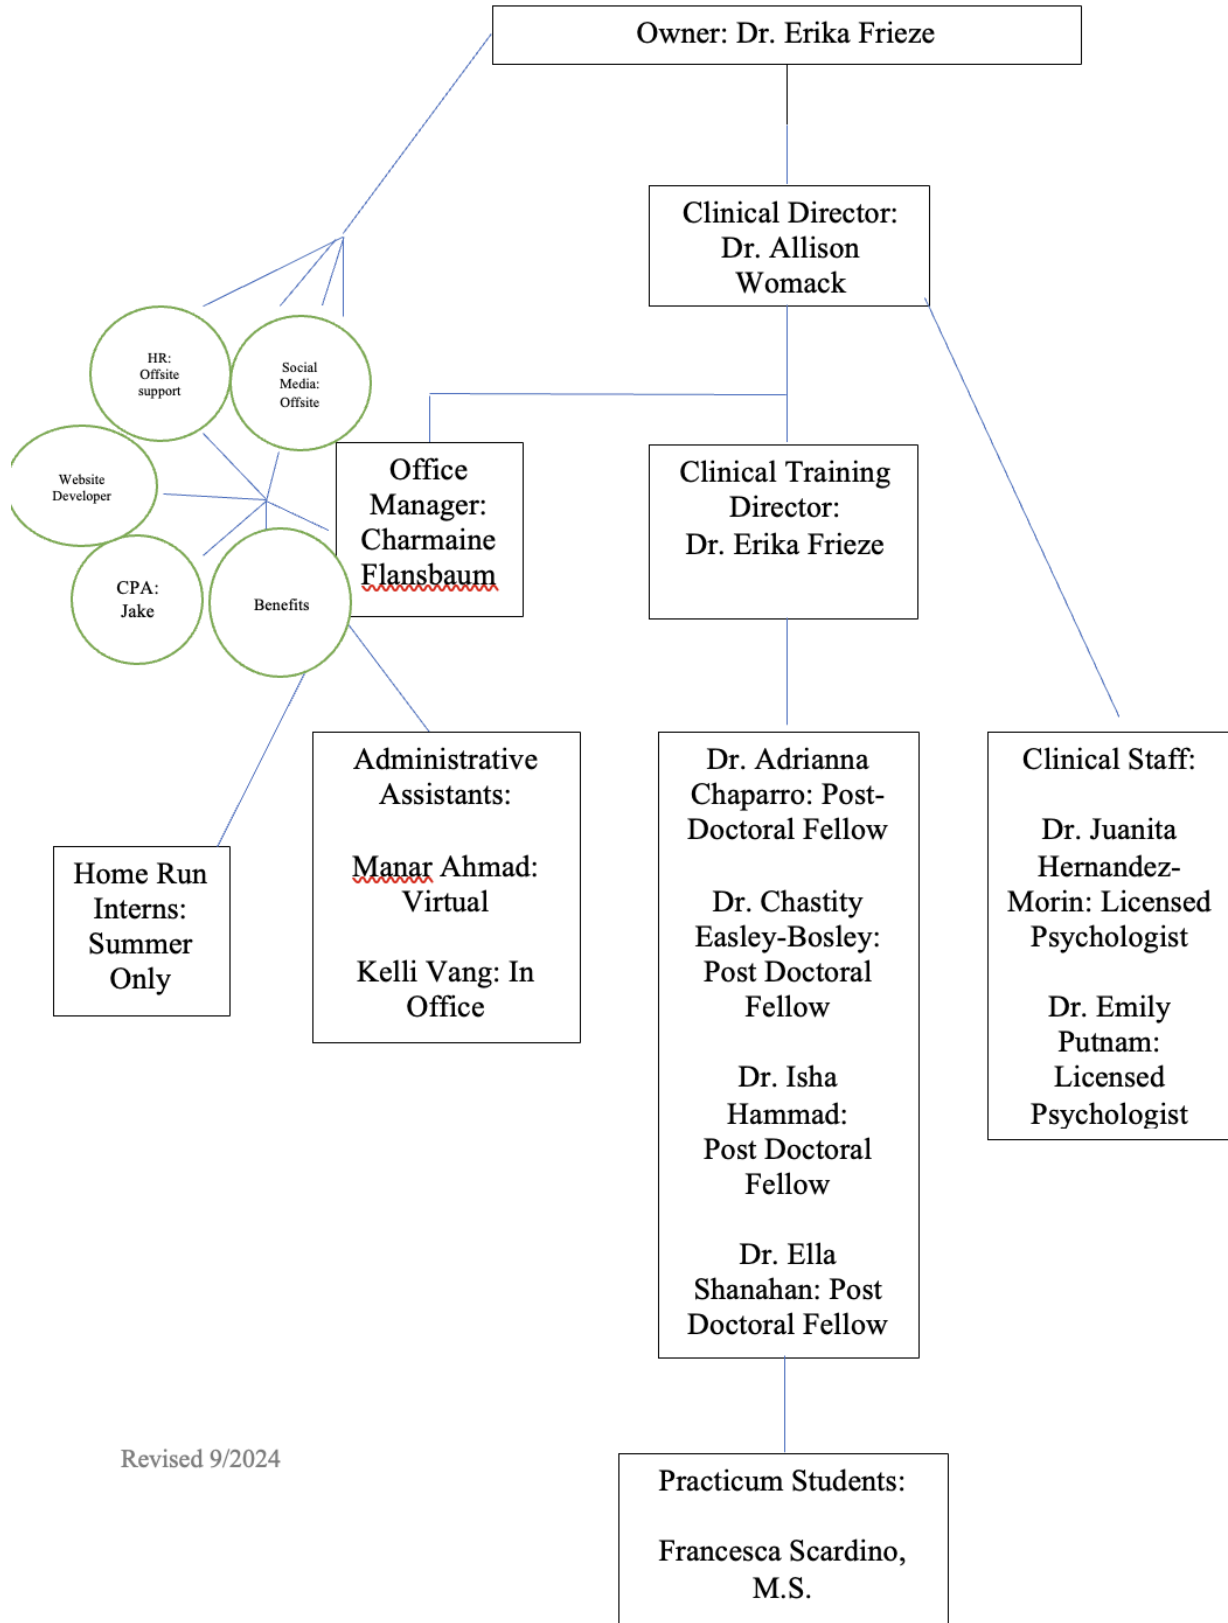 Owner: Dr. Erika Frieze
Clinical Director:
Dr. Allison
Womack
HR:
Offsite
support
Social
Media:
Offsite
Website
Developer
CPA:
Jake
Benefits
Office
Manager:
Charmaine
Flansbaum
Clinical Training
Director:
Dr. Erika Frieze
Home Run
Interns:
Summer
Only
Administrative
Assistants:
Manar Ahmad:
Virtual
Kelli Vang: In
Office
Dr. Adrianna
Chaparro: Post-
Doctoral Fellow
Dr. Chastity
Easley-Bosley:
Post Doctoral
Fellow
Dr. Isha
Hammad:
Post Doctoral
Fellow
Dr. Ella
Shanahan: Post
Doctoral Fellow
Clinical Staff:
Dr. Juanita
Hernandez-
Morin: Licensed
Psychologist
Dr. Emily
Putnam:
Licensed
Psychologist
Revised 9/2024
Practicum Students:
Francesca Scardino,
M.S.